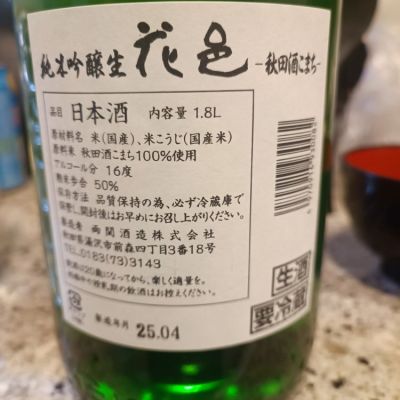 純米吟醸生 花邑 -秋田酒こまち-
品目 日本酒 内容量 1.8L
原材料名 米(国産)、米こうじ(国産米)
原料米 秋田酒こまち100%使用
アルコール分 16度
精米歩合 50%
保存方法 品質保持の為、必ず冷蔵庫で
保管し開封後はお早めにお召し上がりください。
製造者 両関酒造株式会社
秋田県湯沢市前森四丁目3番18号
TEL.0183(73)3143
飲酒は20歳になってから。楽しく適量を。
妊娠中や授乳期の飲酒はお控えください。
生酒
要冷蔵
製造年月 25.04